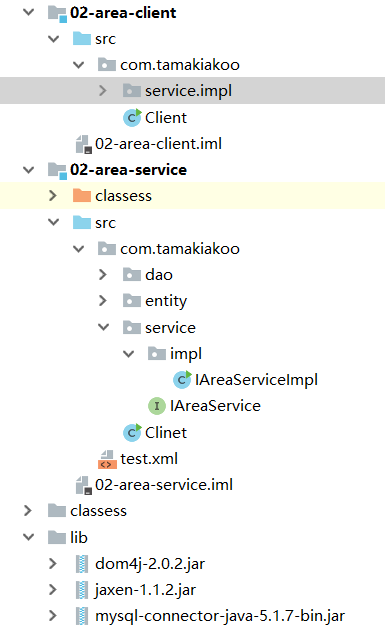 02-area-client
src
com.tamakiakoo
service.impl
Client
02-area-client.iml
02-area-service
classess
src
com.tamakiakoo
dao
entity
service
impl
IAreaServiceImpl
IAreaService
Clinet
test.xml
02-area-service.iml
classess
lib
dom4j-2.0.2.jar
jaxen-1.1.2.jar
mysql-connector-java-5.1.7-bin.jar